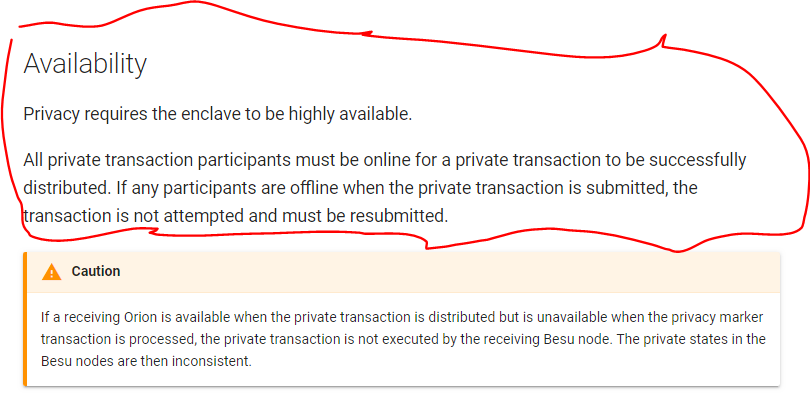 Availability
Privacy requires the enclave to be highly available.
All private transaction participants must be online for a private transaction to be successfully
distributed. If any participants are offline when the private transaction is submitted, the
transaction is not attempted and must be resubmitted.
Caution
If a receiving Orion is available when the private transaction is distributed but is unavailable when the privacy marker
transaction is processed, the private transaction is not executed by the receiving Besu node. The private states in the
Besu nodes are then inconsistent.